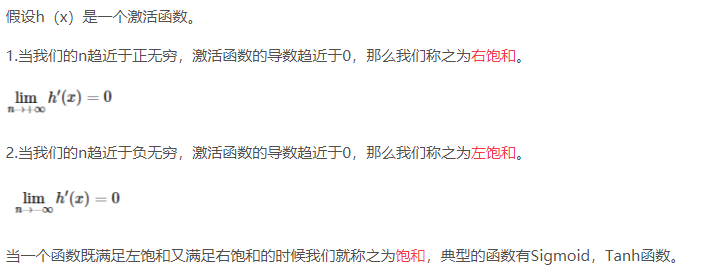 假设h（x）是一个激活函数。
1.当我们的n趋近于正无穷，激活函数的导数趋近于0，那么我们称之为右饱和。
lim h′(x) = 0
n→+∞
2.当我们的n趋近于负无穷，激活函数的导数趋近于0，那么我们称之为左饱和。
lim h′(x) = 0
n→−∞
当一个函数既满足左饱和又满足右饱和的时候我们就称之为饱和，典型的函数有Sigmoid，Tanh函数。